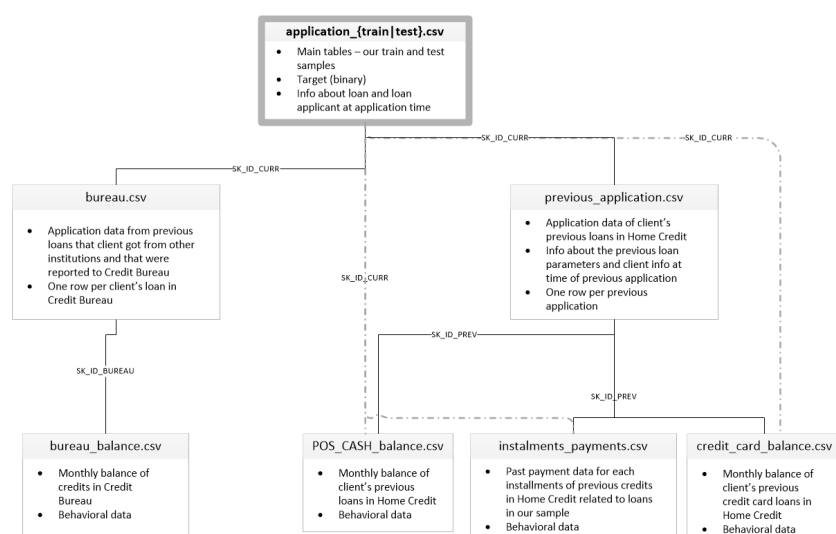 application_{train|test}.csv
• Main tables – our train and test
samples
• Target (binary)
• Info about loan and loan
applicant at application time
SK_ID_CURR
SK_ID_CURR
SK_ID_CURR
bureau.csv
• Application data from previous
loans that client got from other
institutions and that were
reported to Credit Bureau
• One row per client's loan in
Credit Bureau
previous_application.csv
• Application data of client's
previous loans in Home Credit
• Info about the previous loan
parameters and client info at
time of previous application
• One row per previous
application
SK_ID_CURR
SK_ID_PREV
SK_ID_BUREAU
SK_ID_PREV
bureau_balance.csv
• Monthly balance of
credits in Credit
Bureau
• Behavioral data
POS_CASH_balance.csv
• Monthly balance of
client's previous
loans in Home Credit
• Behavioral data
instalments_payments.csv
• Past payment data for each
installments of previous credits
in Home Credit related to loans
in our sample
• Behavioral data
credit_card_balance.csv
• Monthly balance of
client's previous
credit card loans in
Home Credit
• Behavioral data